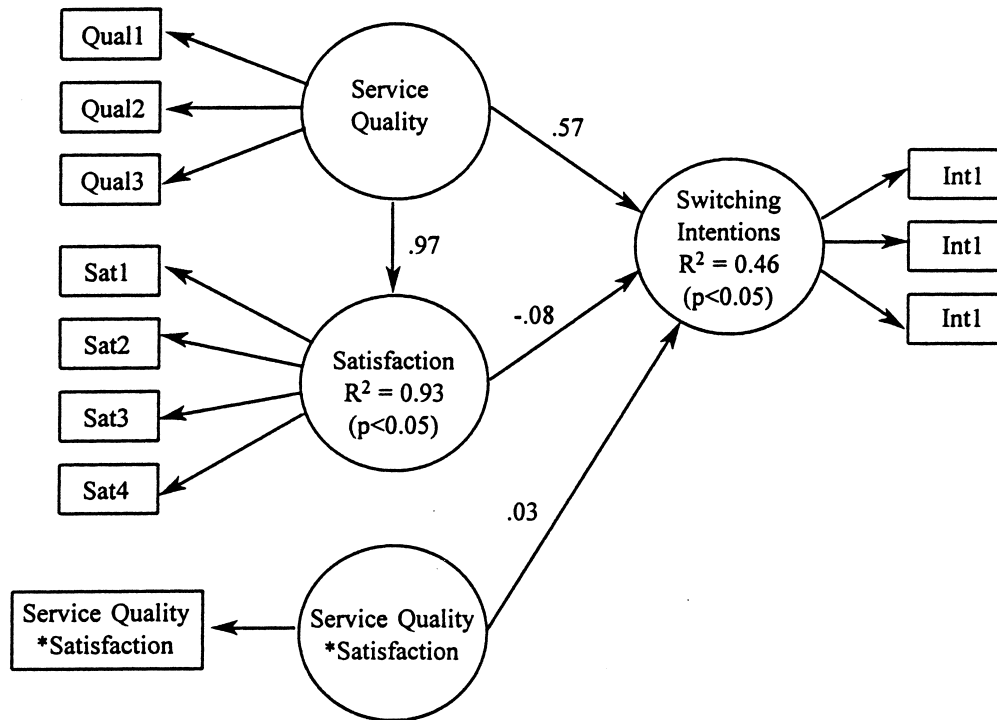 Qual1
Qual2
Qual3
Service
Quality
.57
.97
Switching
Intentions
R² = 0.46
(p<0.05)
Int1
Int1
Int1
Sat1
Sat2
Sat3
Sat4
Satisfaction
R² = 0.93
(p<0.05)
-.08
.03
Service Quality
*Satisfaction
Service Quality
*Satisfaction